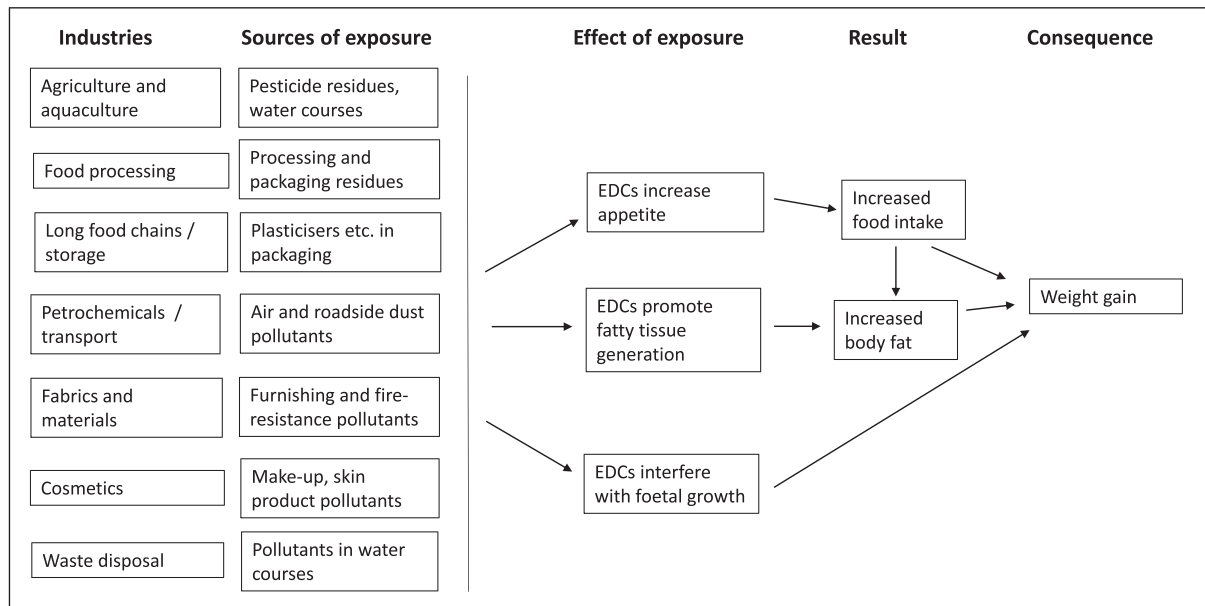 Industries
Sources of exposure
Effect of exposure
Result
Consequence
Agriculture and
aquaculture
Pesticide residues,
water courses
Food processing
Processing and
packaging residues
Long food chains /
storage
Plasticisers etc. in
packaging
Petrochemicals /
transport
Air and roadside dust
pollutants
Fabrics and
materials
Furnishing and fire-
resistance pollutants
Cosmetics
Make-up, skin
product pollutants
Waste disposal
Pollutants in water
courses
EDCs increase
appetite
EDCs promote
fatty tissue
generation
EDCs interfere
with foetal growth
Increased
food intake
Increased
body fat
Weight gain